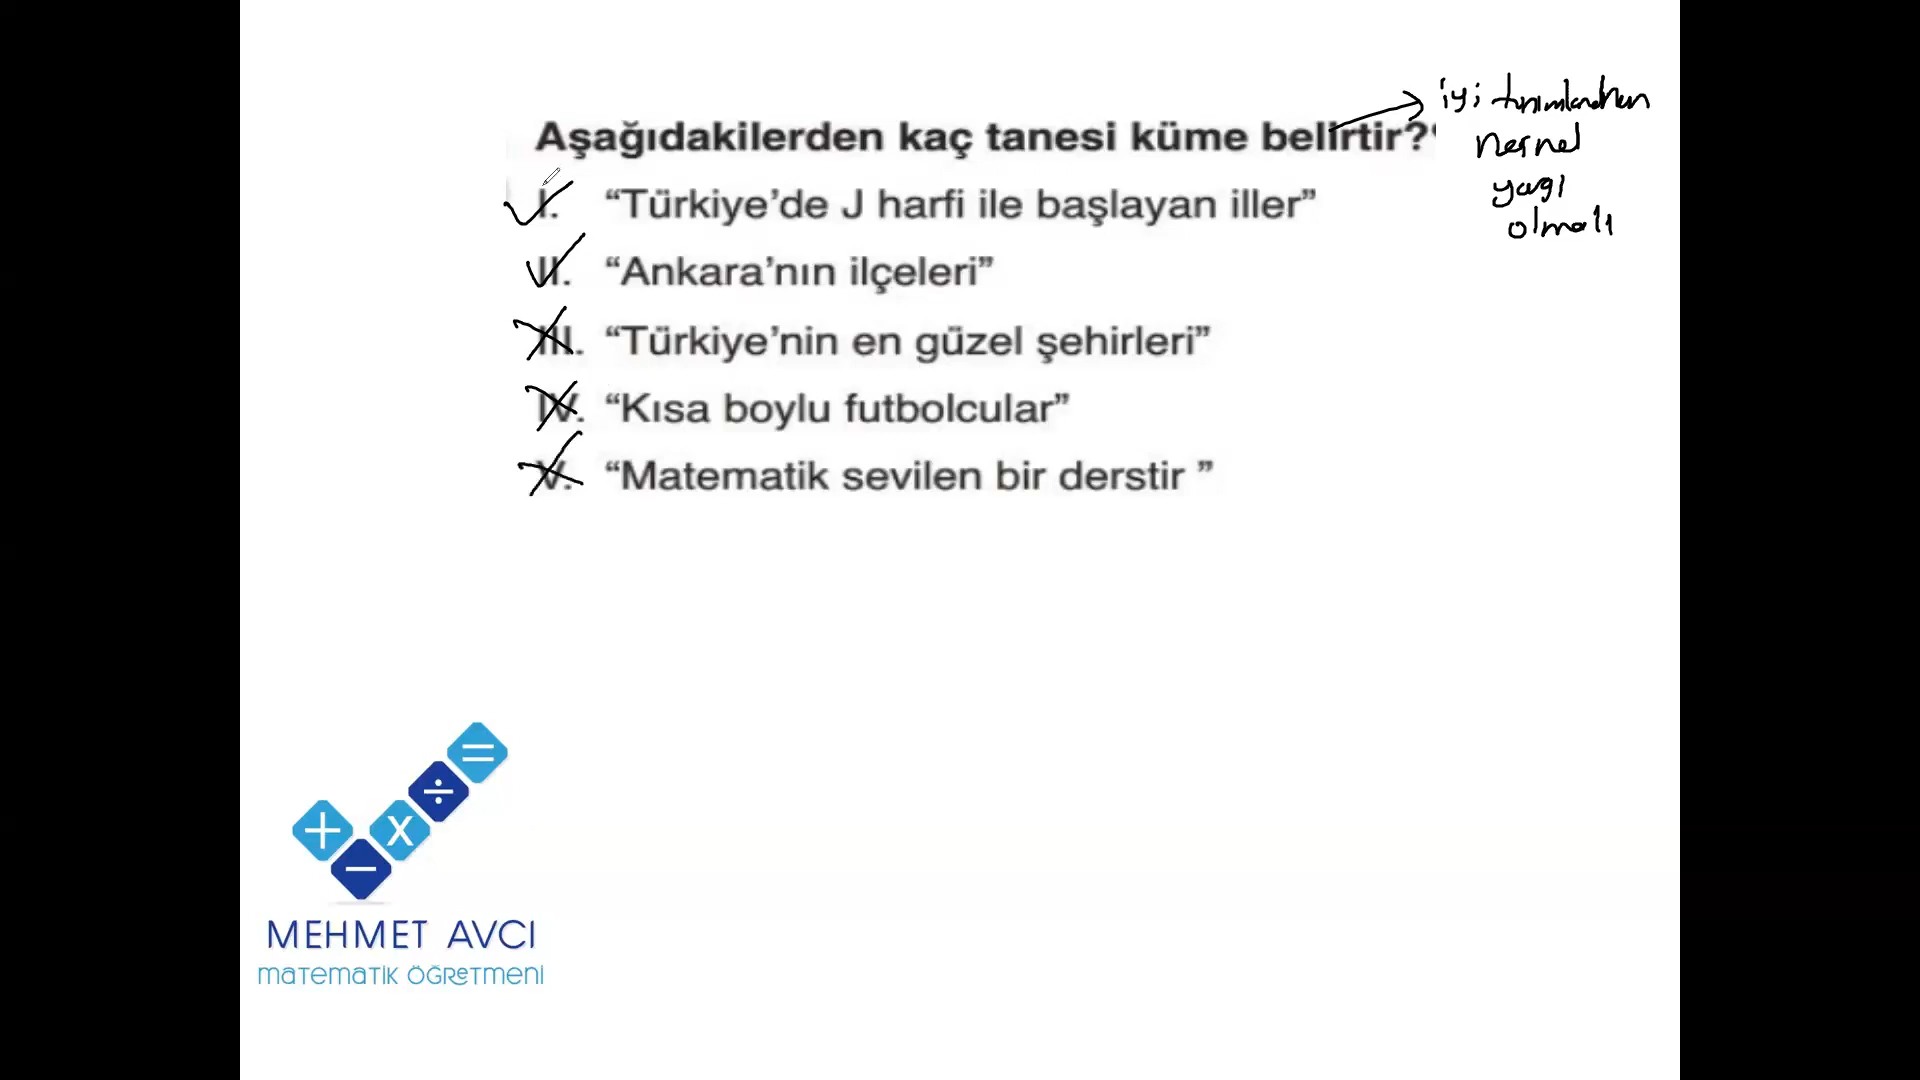 Aşağıdakilerden kaç tanesi küme belirtir?
I. “Türkiye’de J harfi ile başlayan iller”
II. “Ankara’nın ilçeleri”
III. “Türkiye’nin en güzel şehirleri”
IV. “Kısa boylu futbolcular”
V. “Matematik sevilen bir derstir ”
iyi tanımlanan
nesnel
yargı
olmalı
+ - x ÷ =
MEHMET AVCI
matematik öğretmeni